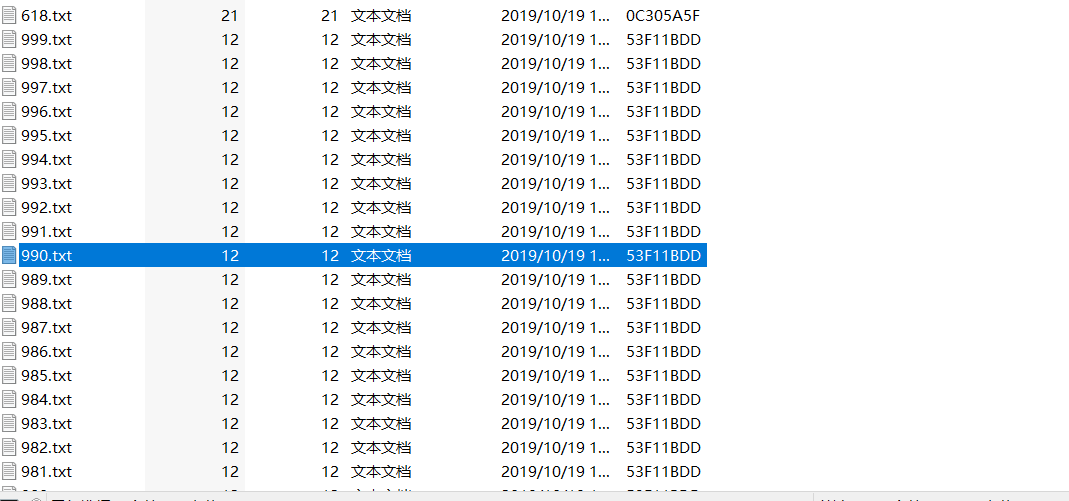 618.txt 21 21 文本文档 2019/10/19 1... 0C305A5F
999.txt 12 12 文本文档 2019/10/19 1... 53F11BDD
998.txt 12 12 文本文档 2019/10/19 1... 53F11BDD
997.txt 12 12 文本文档 2019/10/19 1... 53F11BDD
996.txt 12 12 文本文档 2019/10/19 1... 53F11BDD
995.txt 12 12 文本文档 2019/10/19 1... 53F11BDD
994.txt 12 12 文本文档 2019/10/19 1... 53F11BDD
993.txt 12 12 文本文档 2019/10/19 1... 53F11BDD
992.txt 12 12 文本文档 2019/10/19 1... 53F11BDD
991.txt 12 12 文本文档 2019/10/19 1... 53F11BDD
990.txt 12 12 文本文档 2019/10/19 1... 53F11BDD
989.txt 12 12 文本文档 2019/10/19 1... 53F11BDD
988.txt 12 12 文本文档 2019/10/19 1... 53F11BDD
987.txt 12 12 文本文档 2019/10/19 1... 53F11BDD
986.txt 12 12 文本文档 2019/10/19 1... 53F11BDD
985.txt 12 12 文本文档 2019/10/19 1... 53F11BDD
984.txt 12 12 文本文档 2019/10/19 1... 53F11BDD
983.txt 12 12 文本文档 2019/10/19 1... 53F11BDD
982.txt 12 12 文本文档 2019/10/19 1... 53F11BDD
981.txt 12 12 文本文档 2019/10/19 1... 53F11BDD